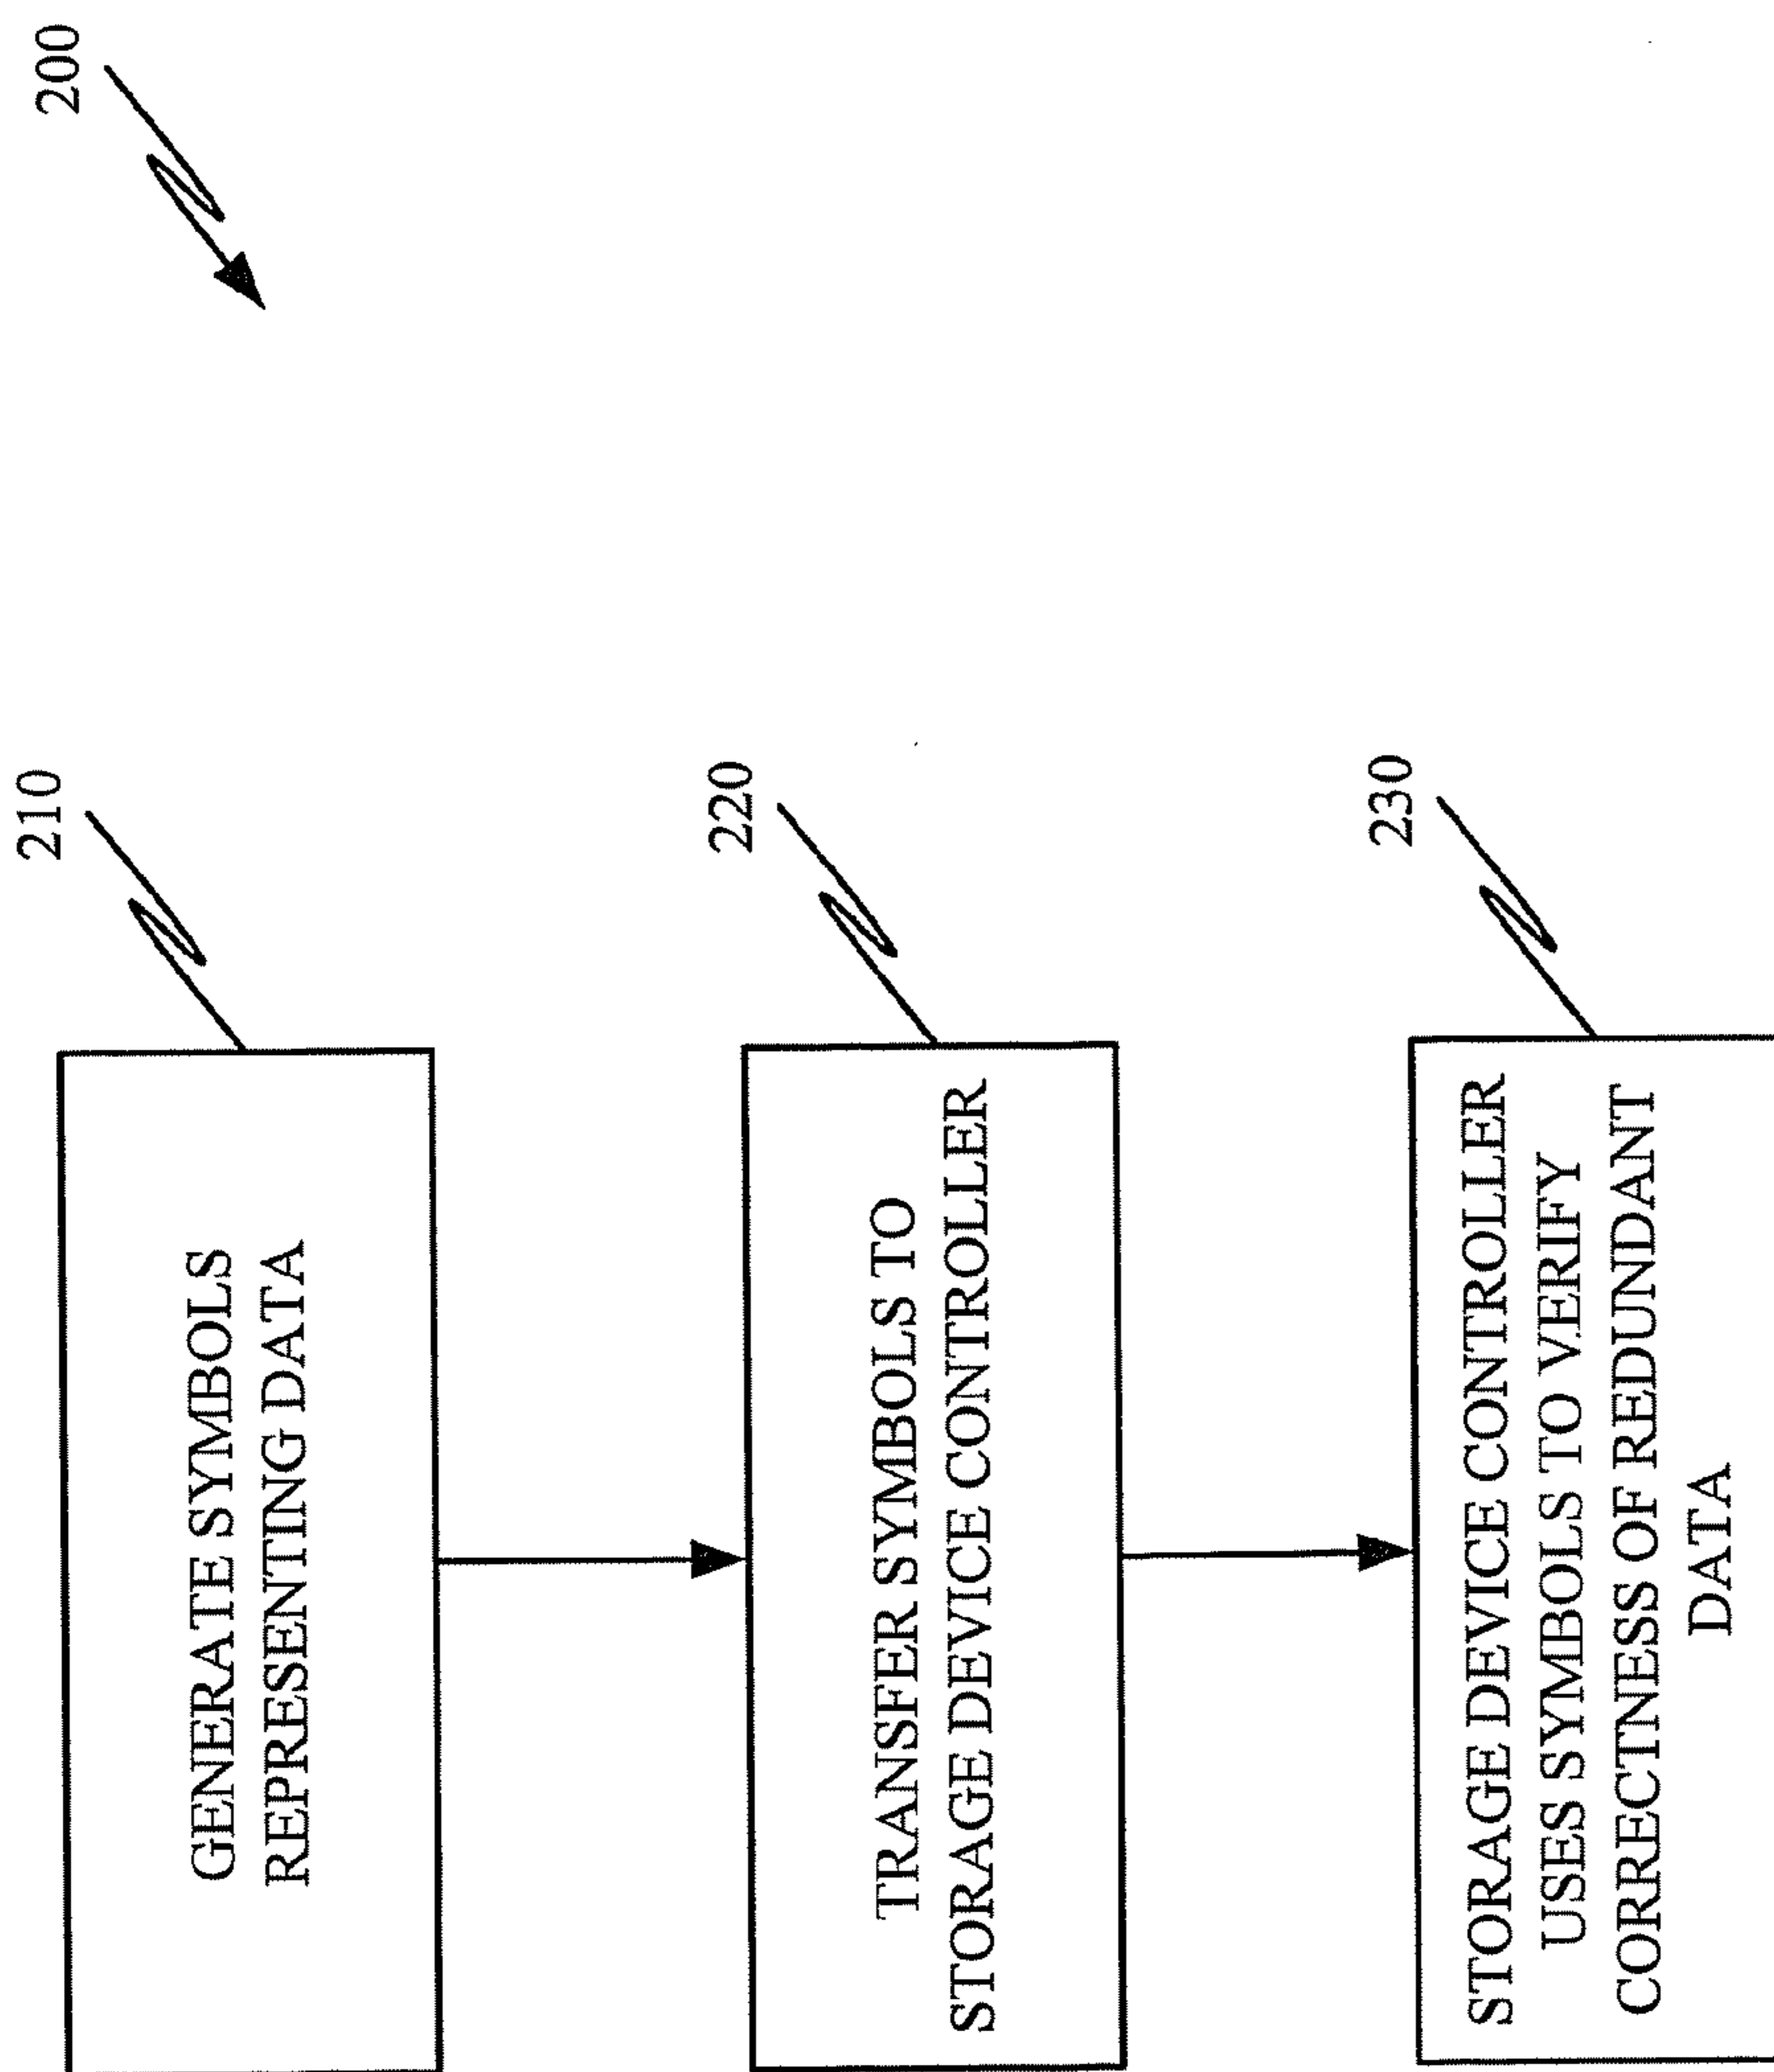 200
210
GENERATE SYMBOLS
REPRESENTING DATA
220
TRANSFER SYMBOLS TO
STORAGE DEVICE CONTROLLER
230
STORAGE DEVICE CONTROLLER
USES SYMBOLS TO VERIFY
CORRECTNESS OF REDUNDANT
DATA